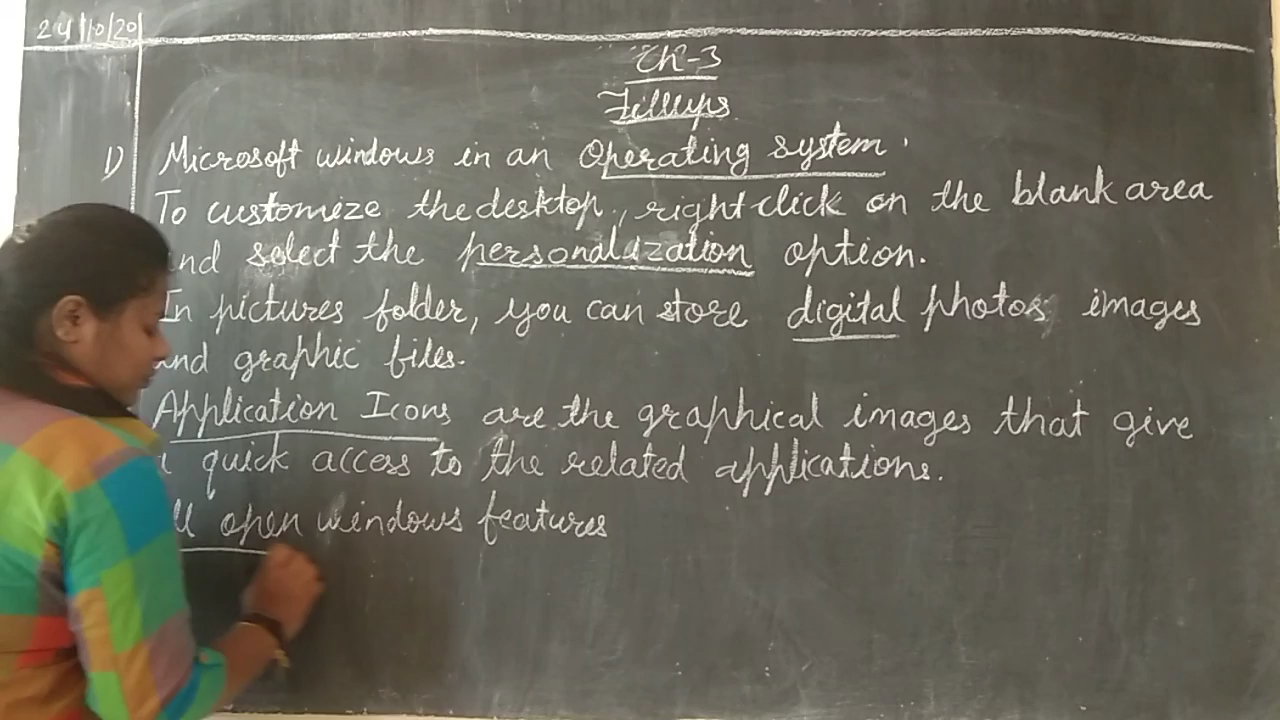 24/10/20
Ch-3
Fillups
1) Microsoft windows in an Operating system.
To customize the desktop, right click on the blank area
nd select the personalization option.
In pictures folder, you can store digital photos images
nd graphic files.
Application Icons are the graphical images that give
quick access to the related applications.
open windows features